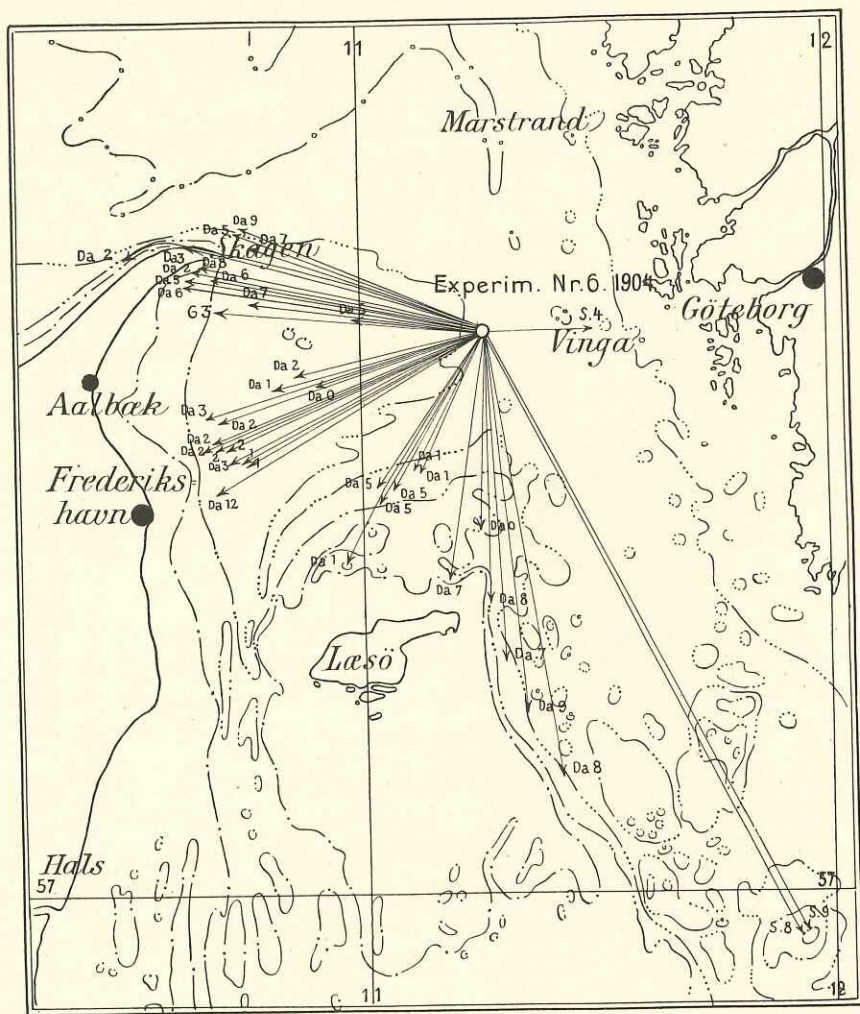 11
12
Marstrand
Da 9
Da 5
Da 7
Skagen
Da 2
Da 3
Da 8
Da 2
Da 6
Da 5
Da 6
Da 7
G 3
Experim. Nr. 6. 1904.
S. 4
Göteborg
Vinga
Da 2
Da 1
Da 0
Aalbæk
Da 3
Da 2
Da 2
Da 2
2
2
1
Da 3
1
Da 1
Da 1
Frederiks=
havn
Da 12
Da 5
Da 5
Da 5
Da 0
Da 1
Da 7
Da 8
Læsö
Da 7
Da 9
Da 8
Hals
57
57
S. 8
S. 9
11
12